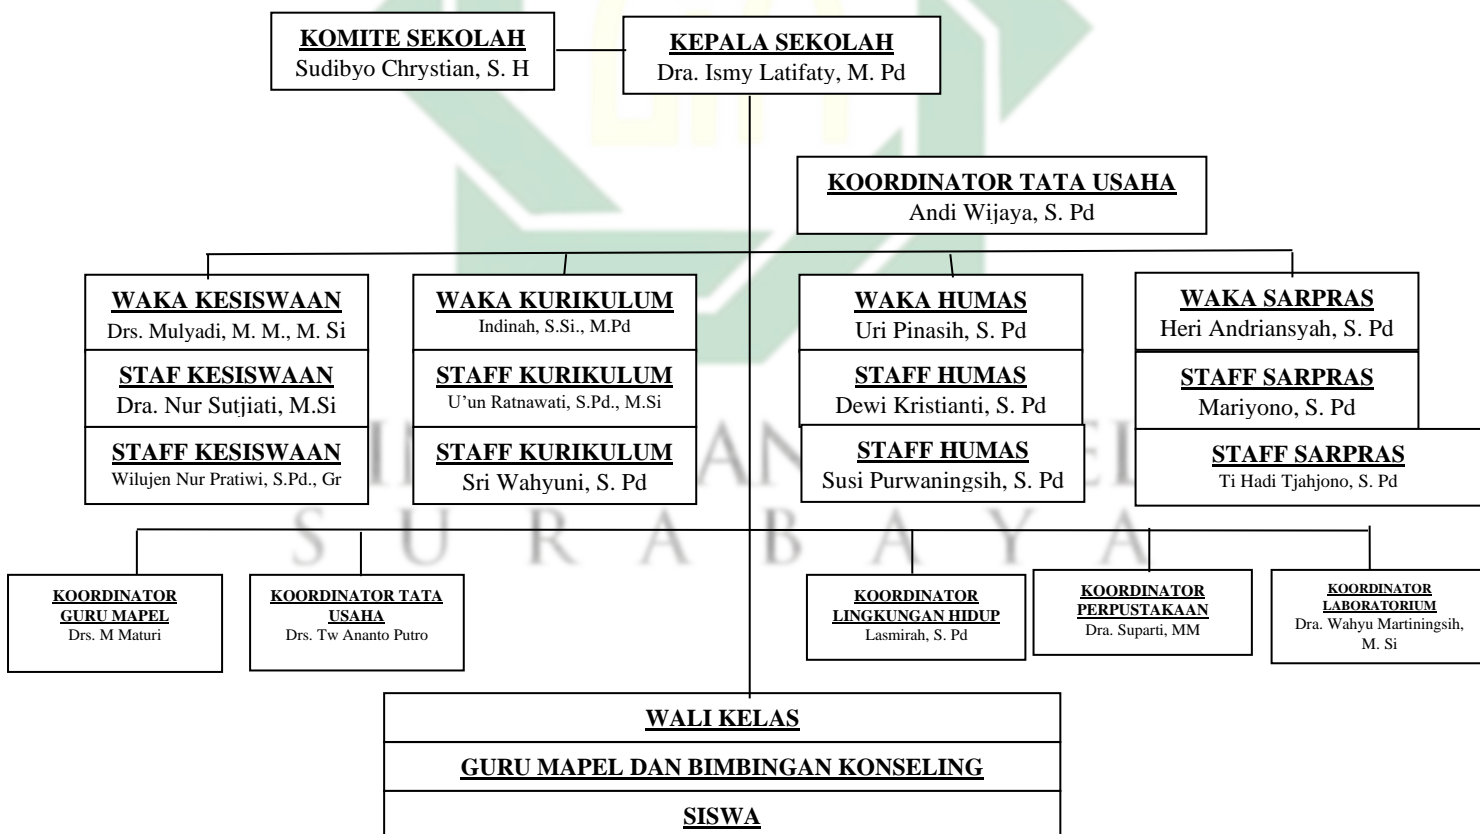 KOMITE SEKOLAH
Sudibyo Chrystian, S. H
KEPALA SEKOLAH
Dra. Ismy Latifaty, M. Pd
KOORDINATOR TATA USAHA
Andi Wijaya, S. Pd
WAKA KESISWAAN
Drs. Mulyadi, M. M., M. Si
STAF KESISWAAN
Dra. Nur Sutjiati, M.Si
STAFF KESISWAAN
Wilujen Nur Pratiwi, S.Pd., Gr
WAKA KURIKULUM
Indinah, S.Si., M.Pd
STAFF KURIKULUM
U’un Ratnawati, S.Pd., M.Si
STAFF KURIKULUM
Sri Wahyuni, S. Pd
WAKA HUMAS
Uri Pinasih, S. Pd
STAFF HUMAS
Dewi Kristianti, S. Pd
STAFF HUMAS
Susi Purwaningsih, S. Pd
WAKA SARPRAS
Heri Andriansyah, S. Pd
STAFF SARPRAS
Mariyono, S. Pd
STAFF SARPRAS
Ti Hadi Tjahjono, S. Pd
SURABAYA
KOORDINATOR
GURU MAPEL
Drs. M Maturi
KOORDINATOR TATA
USAHA
Drs. Tw Ananto Putro
KOORDINATOR
LINGKUNGAN HIDUP
Lasmirah, S. Pd
KOORDINATOR
PERPUSTAKAAN
Dra. Suparti, MM
KOORDINATOR
LABORATORIUM
Dra. Wahyu Martiningsih,
M. Si
WALI KELAS
GURU MAPEL DAN BIMBINGAN KONSELING
SISWA